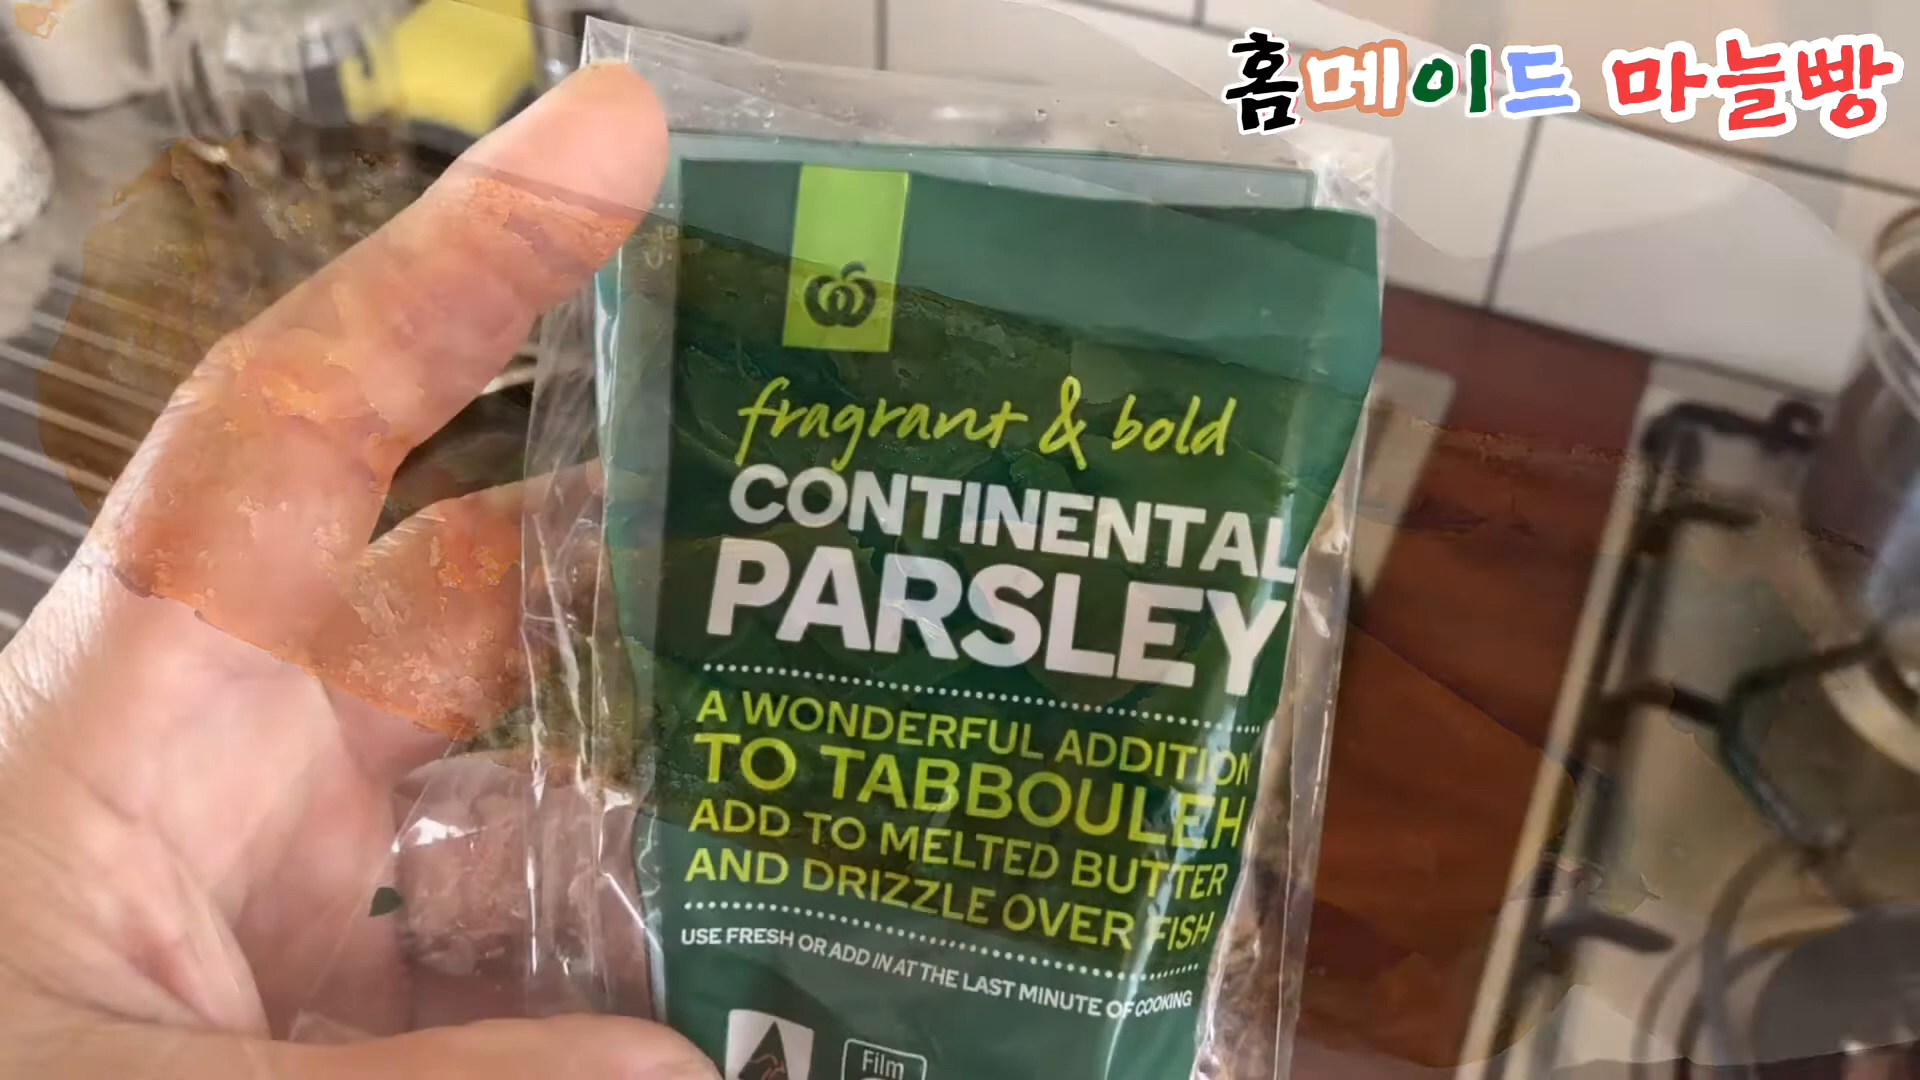 홈메이드 마늘빵
fragrant & bold
CONTINENTAL
PARSLEY
A WONDERFUL ADDITION
TO TABBOULEH
ADD TO MELTED BUTTER
AND DRIZZLE OVER FISH
USE FRESH OR ADD IN AT THE LAST MINUTE OF COOKING
Film